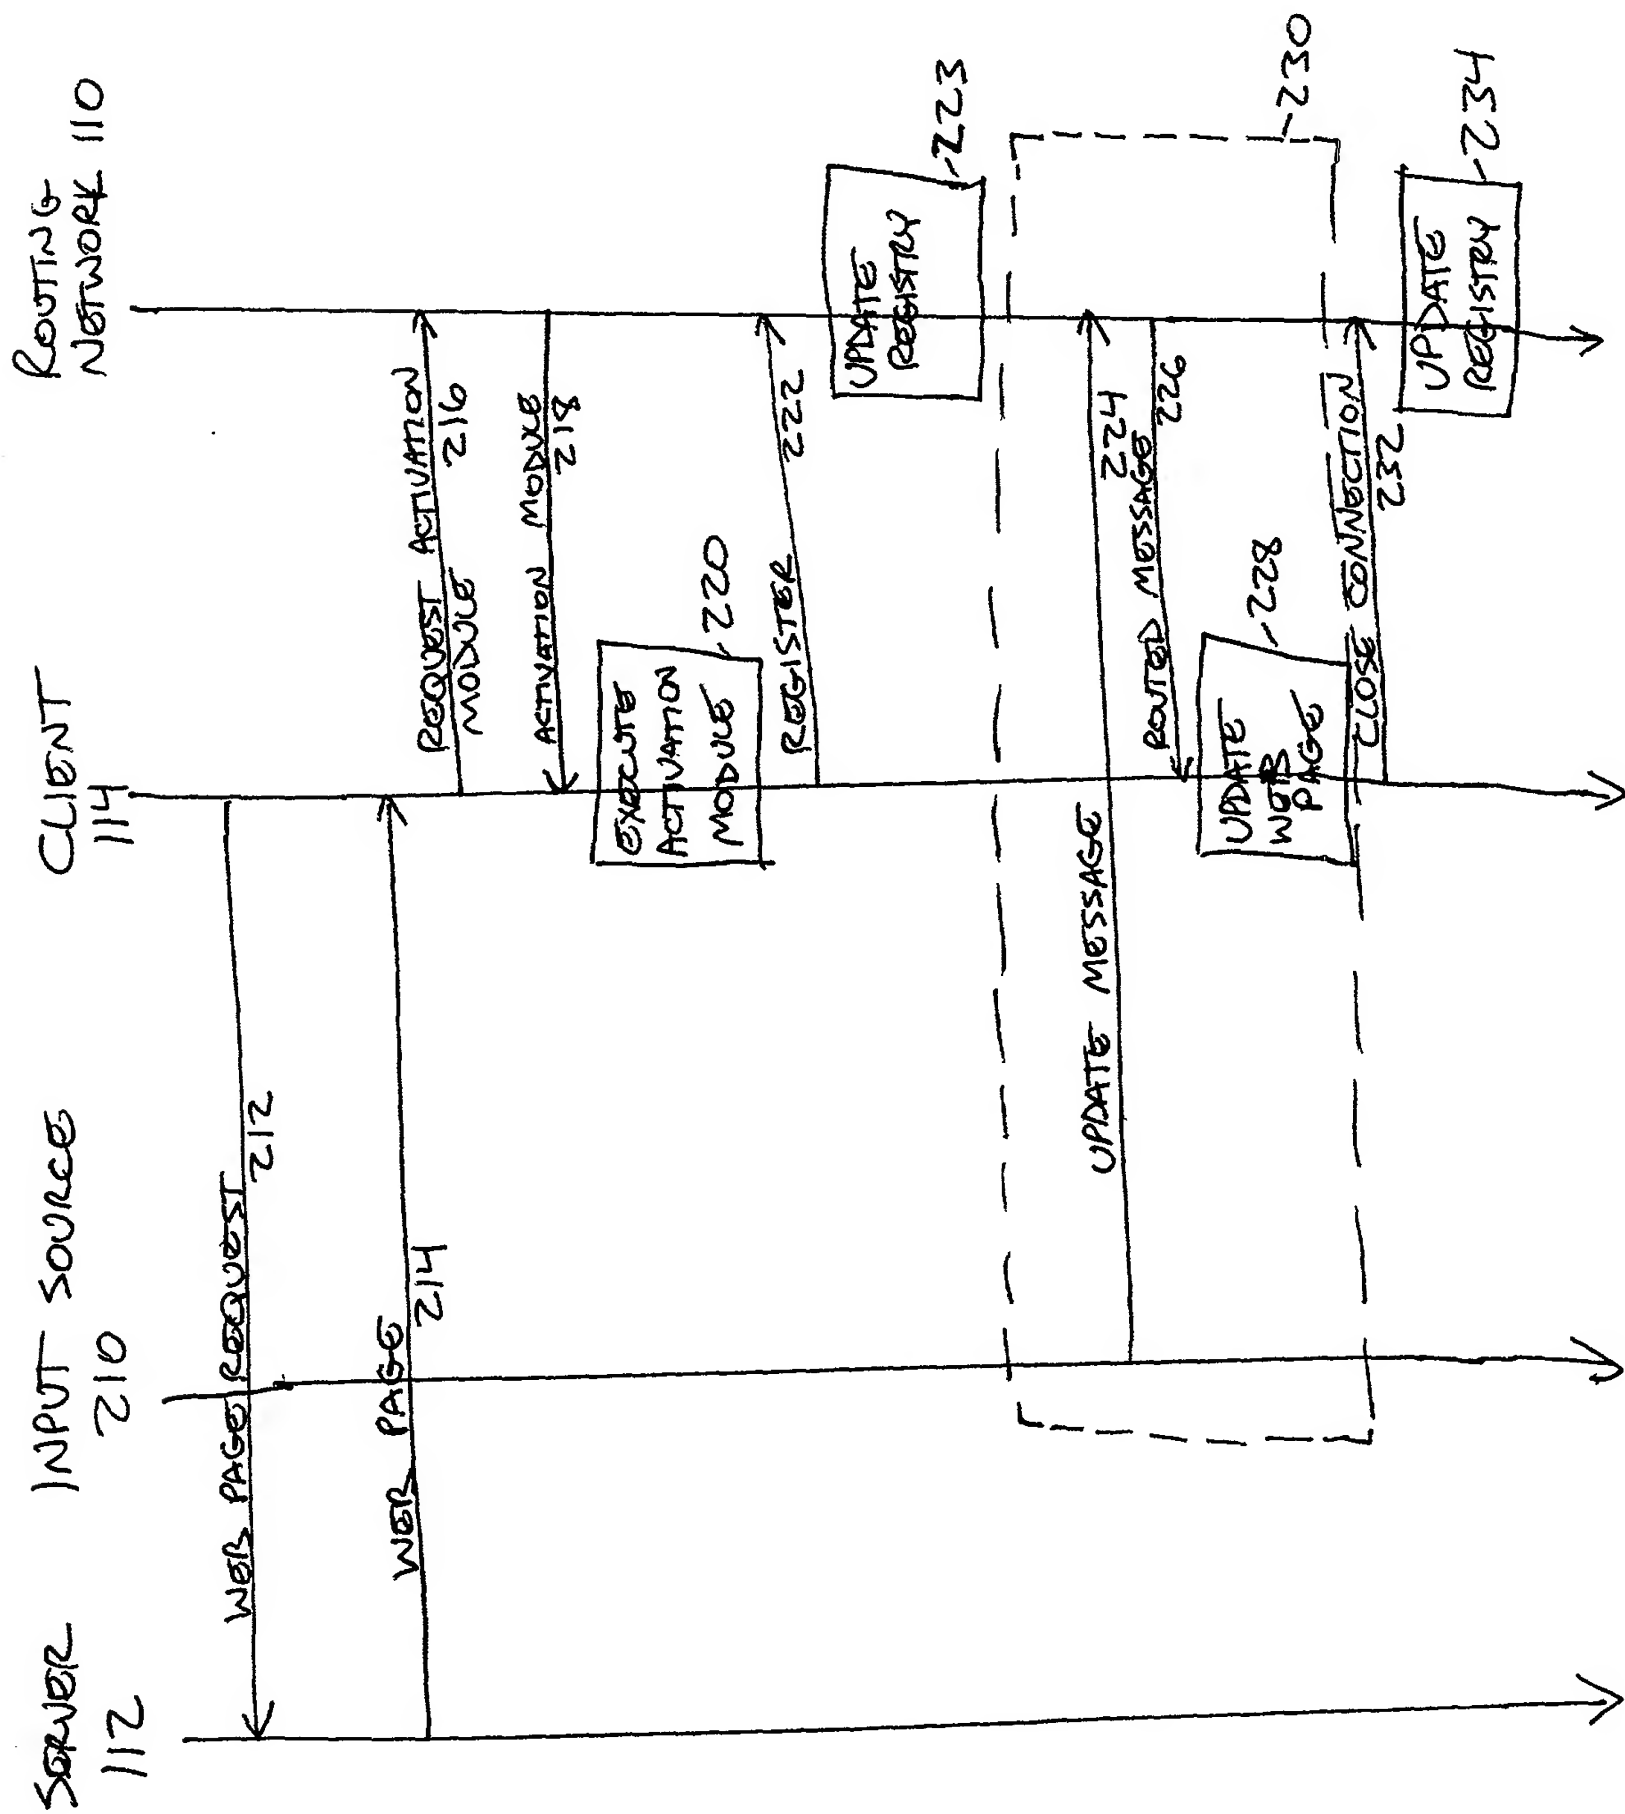 SERVER
112
INPUT SOURCE
210
CLIENT
114
ROUTING
NETWORK 110
WEB PAGE REQUEST
212
WEB PAGE
214
REQUEST ACTIVATION
MODULE
216
ACTIVATION MODULE
218
EXECUTE
ACTIVATION
MODULE
220
REGISTER
222
UPDATE
REGISTRY
223
UPDATE MESSAGE
224
ROUTED MESSAGE
226
UPDATE
WEB
PAGE
228
230
CLOSE CONNECTION
232
UPDATE
REGISTRY
234